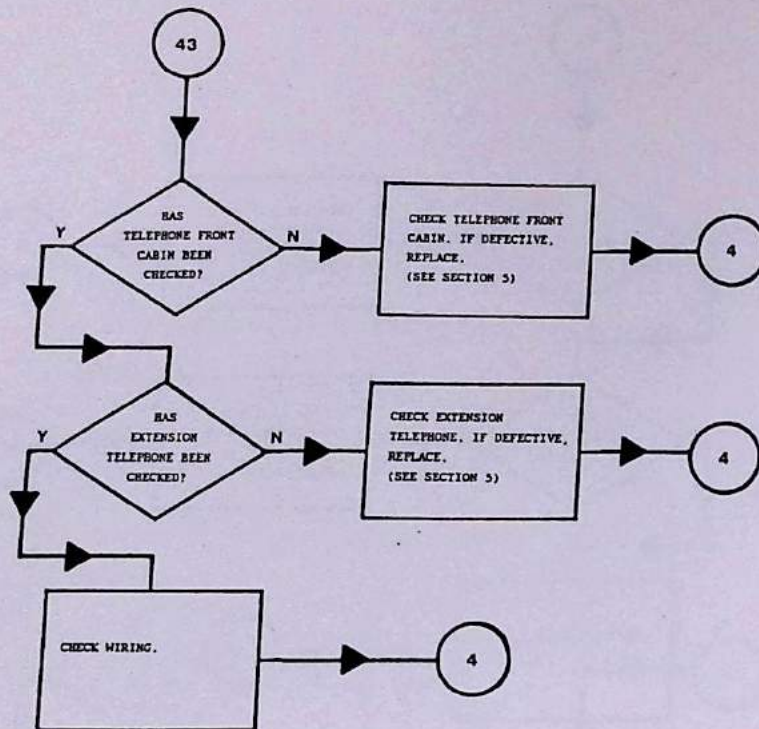 43
HAS
TELEPHONE FRONT
CABIN BEEN
CHECKED?
Y
N
CHECK TELEPHONE FRONT
CABIN. IF DEFECTIVE,
REPLACE.
(SEE SECTION 5)
4
HAS
EXTENSION
TELEPHONE BEEN
CHECKED?
Y
N
CHECK EXTENSION
TELEPHONE. IF DEFECTIVE,
REPLACE.
(SEE SECTION 5)
4
CHECK WIRING.
4